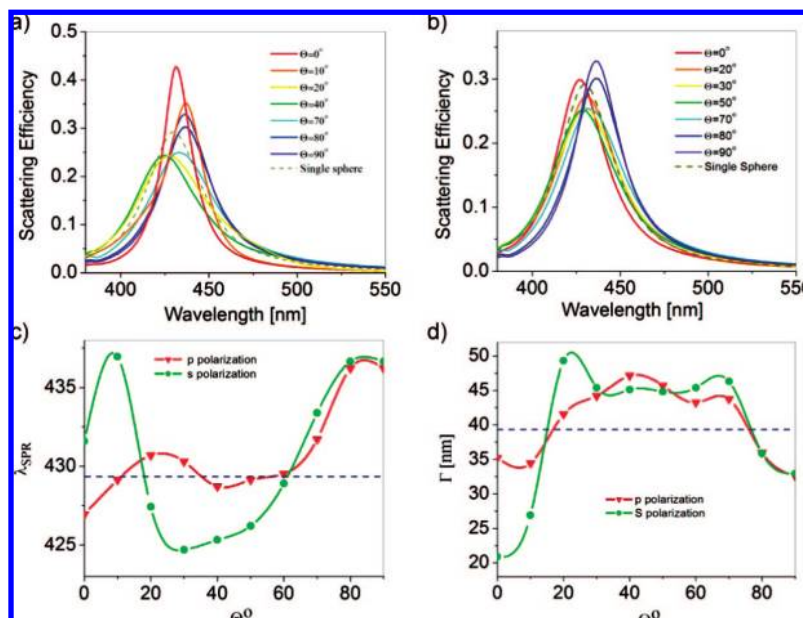 a)
Scattering Efficiency
0.5
0.4
0.3
0.2
0.1
0.0
400
450
500
550
Wavelength [nm]
Θ=0°
Θ=10°
Θ=20°
Θ=40°
Θ=70°
Θ=80°
Θ=90°
Single sphere
b)
Scattering Efficiency
0.3
0.2
0.1
0.0
400
450
500
550
Wavelength [nm]
Θ=0°
Θ=20°
Θ=30°
Θ=50°
Θ=70°
Θ=80°
Θ=90°
Single Sphere
c)
λSPR
435
430
425
0
20
40
60
80
p polarization
s polarization
d)
Γ [nm]
50
45
40
35
30
25
20
0
20
40
60
80
p polarization
S polarization